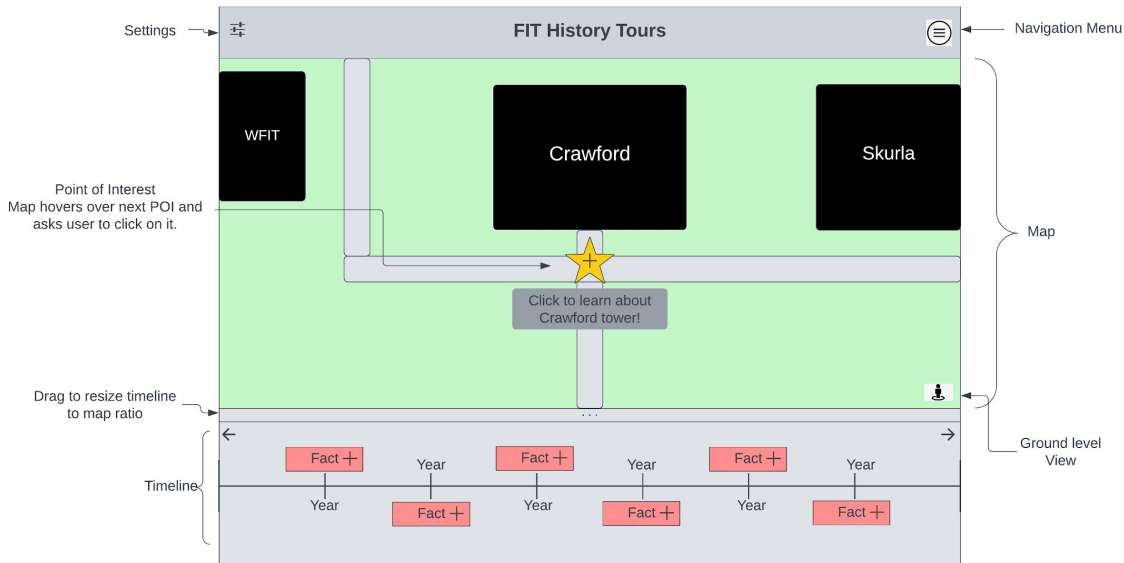 Settings
FIT History Tours
Navigation Menu
WFIT
Crawford
Skurla
Point of Interest
Map hovers over next POI and
asks user to click on it.
Map
Click to learn about
Crawford tower!
Drag to resize timeline
to map ratio
...
Ground level
View
Timeline
Fact
Year
Fact
Year
Fact
Year
Year
Fact
Year
Fact
Year
Fact